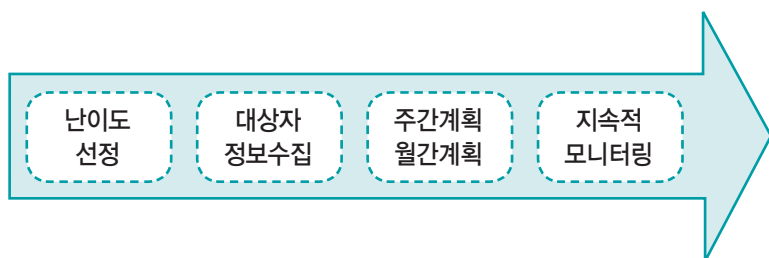 난이도
선정
대상자
정보수집
주간계획
월간계획
지속적
모니터링